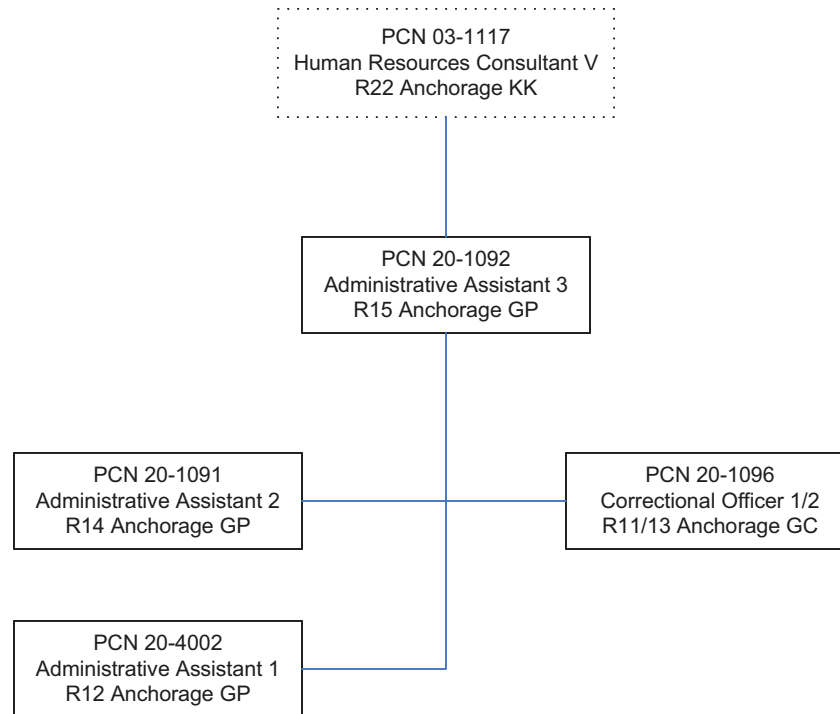 PCN 03-1117
Human Resources Consultant V
R22 Anchorage KK
PCN 20-1092
Administrative Assistant 3
R15 Anchorage GP
PCN 20-1091
Administrative Assistant 2
R14 Anchorage GP
PCN 20-1096
Correctional Officer 1/2
R11/13 Anchorage GC
PCN 20-4002
Administrative Assistant 1
R12 Anchorage GP